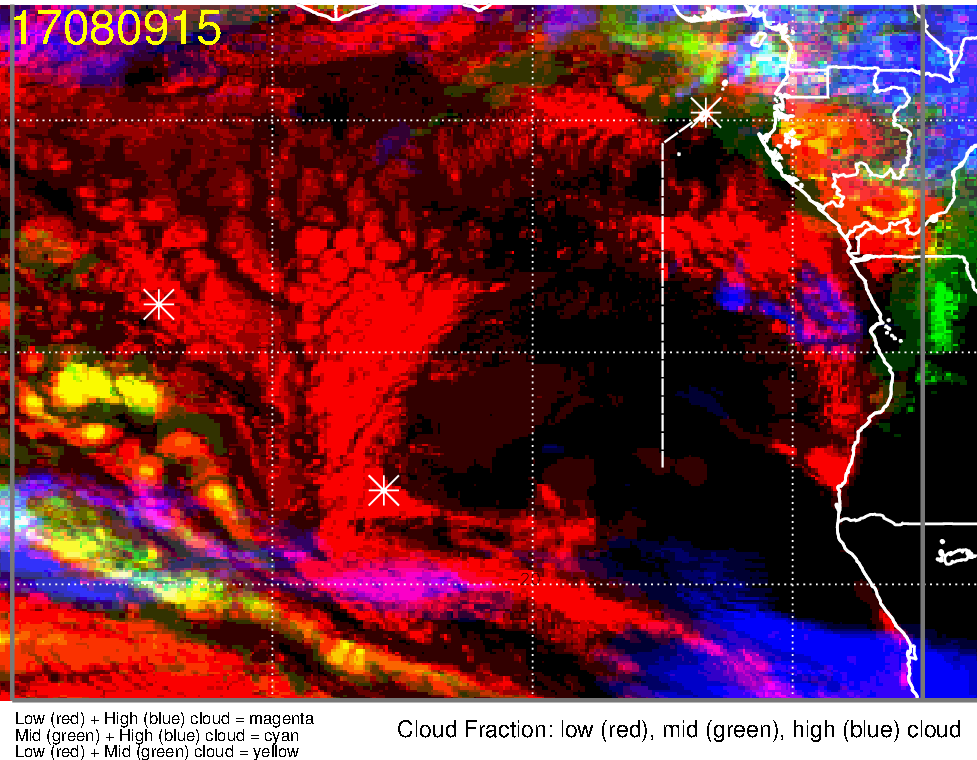 17080915
Low (red) + High (blue) cloud = magenta
Mid (green) + High (blue) cloud = cyan
Low (red) + Mid (green) cloud = yellow
Cloud Fraction: low (red), mid (green), high (blue) cloud